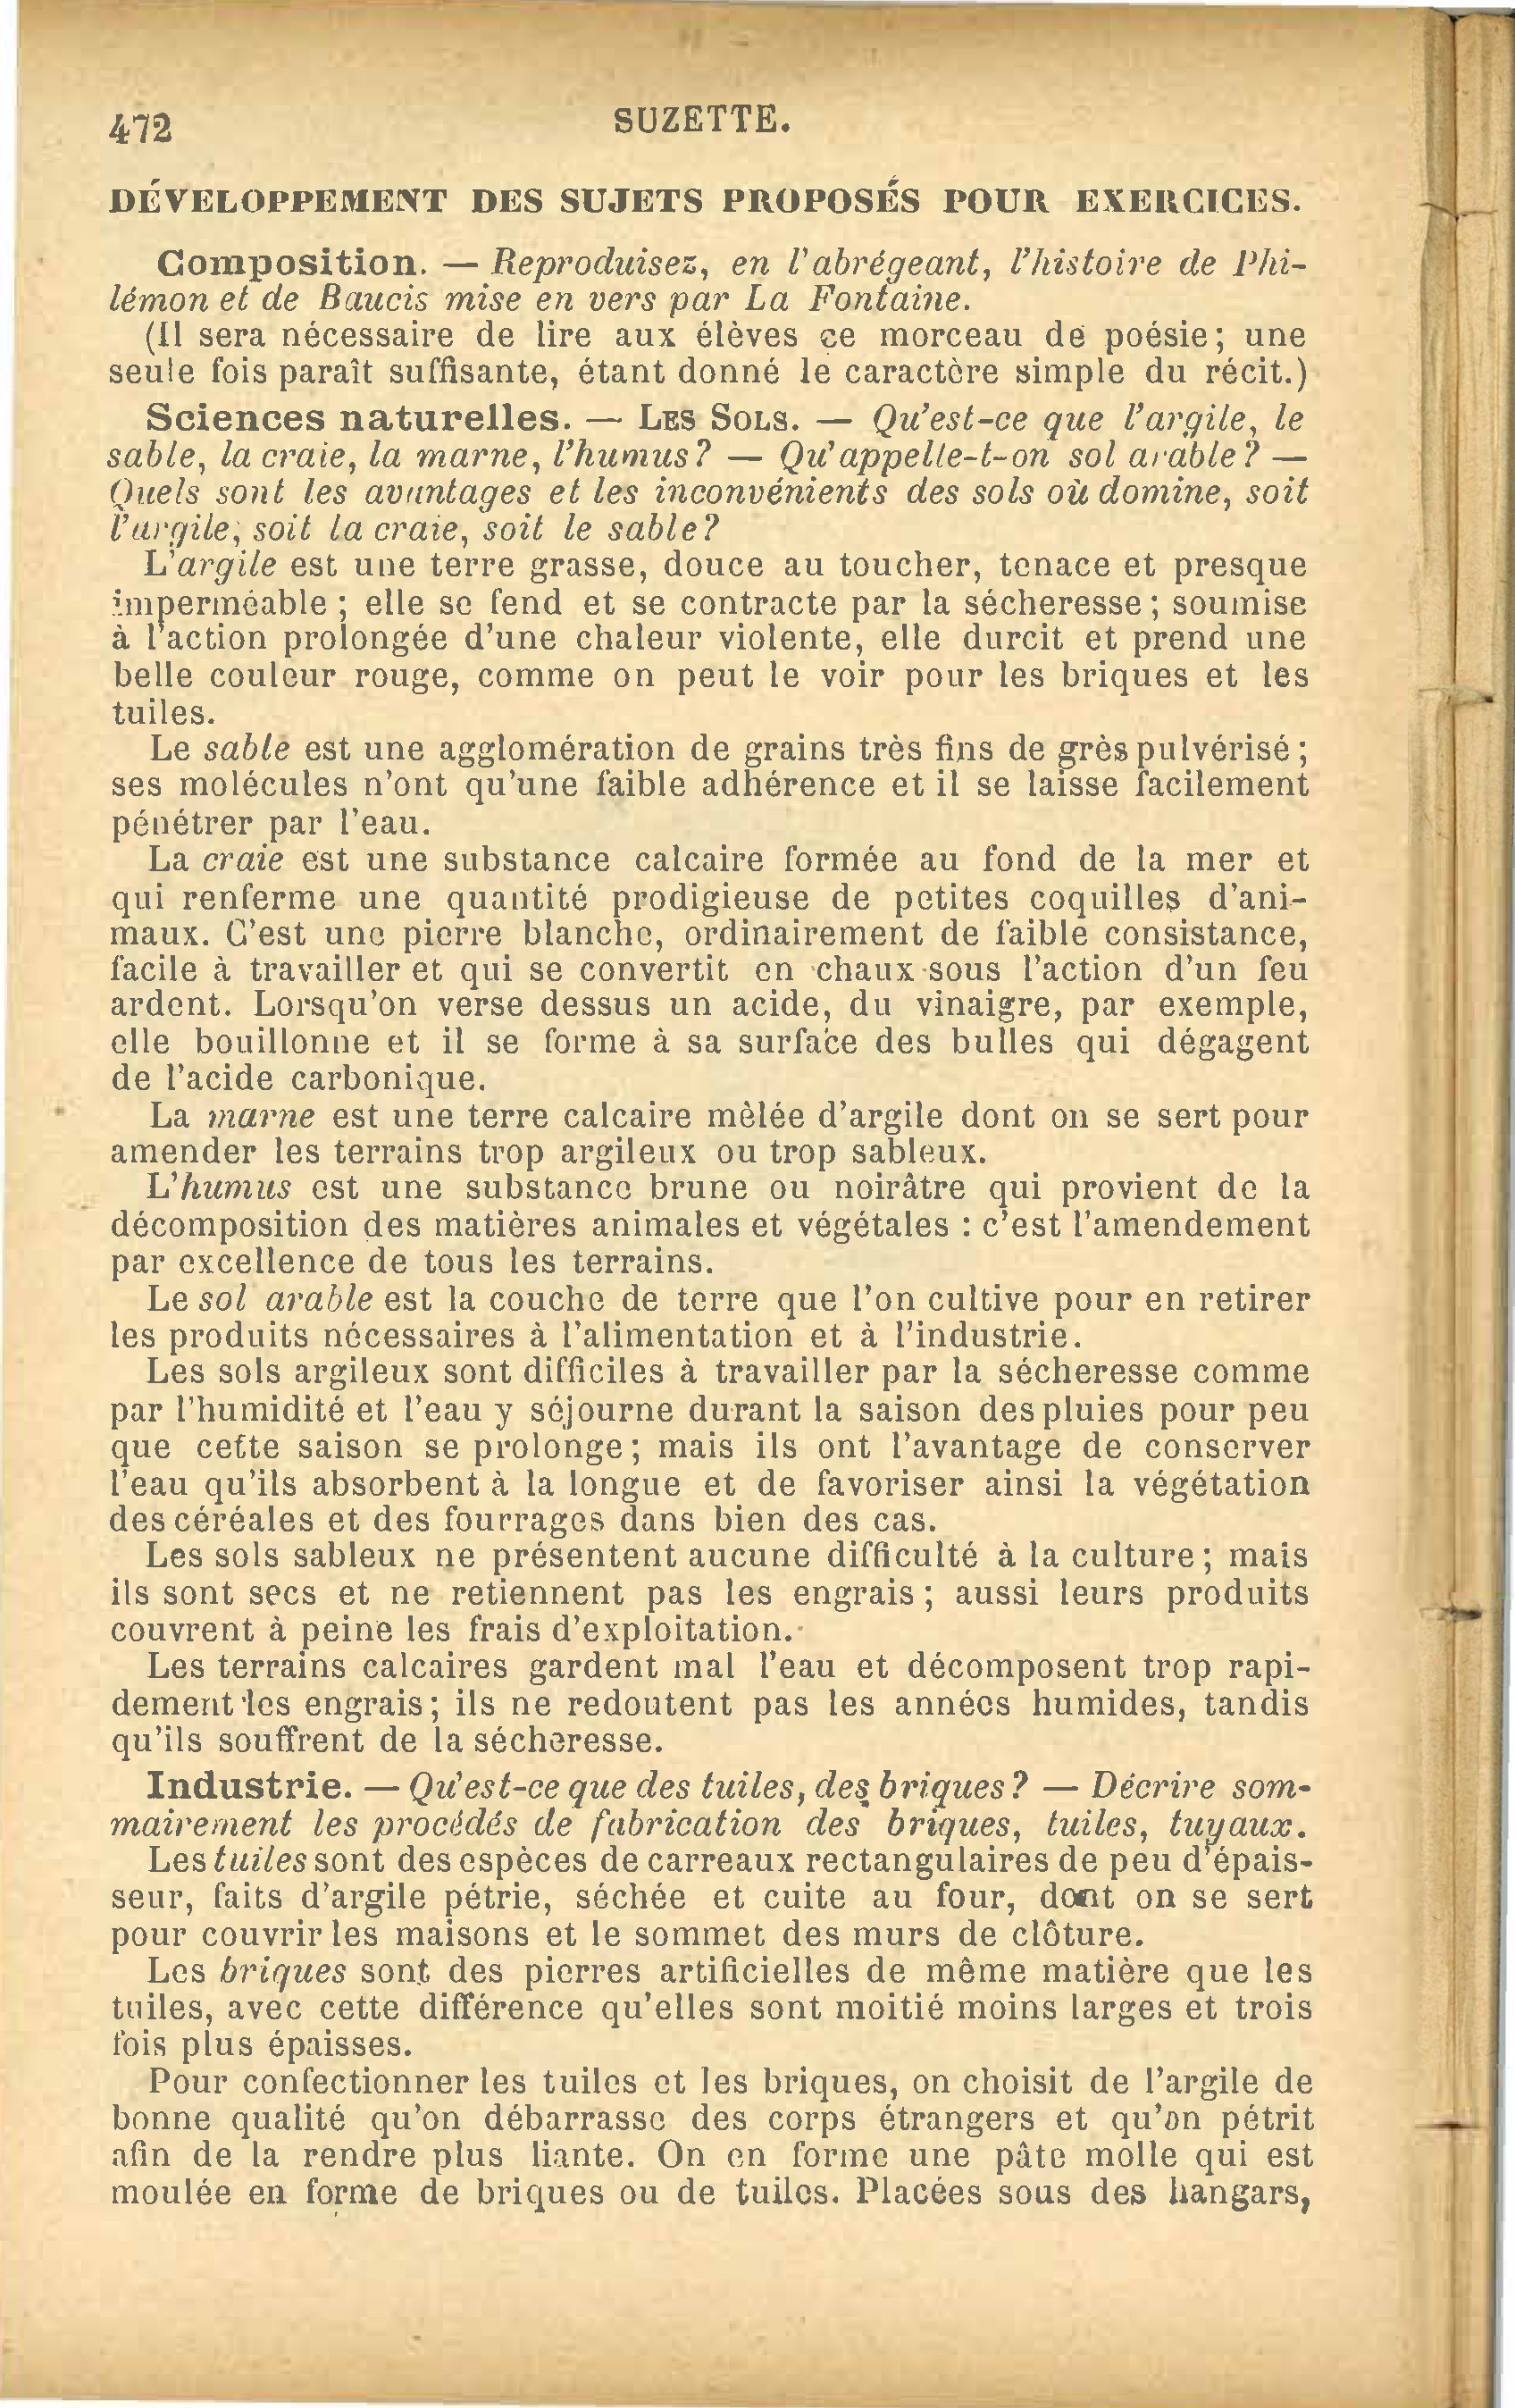 472 SUZETTE.
DÉVELOPPEMENT DES SUJETS PROPOSÉS POUR EXERCICES.
Composition. — Reproduisez, en l'abrégeant, l'histoire de Phi-
lémon et de Baucis mise en vers par La Fontaine.
(Il sera nécessaire de lire aux élèves ce morceau de poésie; une
seule fois paraît suffisante, étant donné le caractère simple du récit.)
Sciences naturelles. — LES SOLS. — Qu'est-ce que l'argile, le
sable, la craie, la marne, l'humus? — Qu'appelle-t-on sol arable? —
Quels sont les avantages et les inconvénients des sols où domine, soit
l'argile, soit la craie, soit le sable?
L'argile est une terre grasse, douce au toucher, tenace et presque
imperméable; elle se fend et se contracte par la sécheresse; soumise
à l'action prolongée d'une chaleur violente, elle durcit et prend une
belle couleur rouge, comme on peut le voir pour les briques et les
tuiles.
Le sable est une agglomération de grains très fins de grès pulvérisé;
ses molécules n'ont qu'une faible adhérence et il se laisse facilement
pénétrer par l'eau.
La craie est une substance calcaire formée au fond de la mer et
qui renferme une quantité prodigieuse de petites coquilles d'ani-
maux. C'est une pierre blanche, ordinairement de faible consistance,
facile à travailler et qui se convertit en chaux sous l'action d'un feu
ardent. Lorsqu'on verse dessus un acide, du vinaigre, par exemple,
elle bouillonne et il se forme à sa surface des bulles qui dégagent
de l'acide carbonique.
La marne est une terre calcaire mêlée d'argile dont on se sert pour
amender les terrains trop argileux ou trop sableux.
L'humus est une substance brune ou noirâtre qui provient de la
décomposition des matières animales et végétales : c'est l'amendement
par excellence de tous les terrains.
Le sol arable est la couche de terre que l'on cultive pour en retirer
les produits nécessaires à l'alimentation et à l'industrie.
Les sols argileux sont difficiles à travailler par la sécheresse comme
par l'humidité et l'eau y séjourne durant la saison des pluies pour peu
que cette saison se prolonge; mais ils ont l'avantage de conserver
l'eau qu'ils absorbent à la longue et de favoriser ainsi la végétation
des céréales et des fourrages dans bien des cas.
Les sols sableux ne présentent aucune difficulté à la culture; mais
ils sont secs et ne retiennent pas les engrais; aussi leurs produits
couvrent à peine les frais d'exploitation.
Les terrains calcaires gardent mal l'eau et décomposent trop rapi-
dement les engrais; ils ne redoutent pas les années humides, tandis
qu'ils souffrent de la sécheresse.
Industrie. — Qu'est-ce que des tuiles, des briques? — Décrire som-
mairement les procédés de fabrication des briques, tuiles, tuyaux.
Les tuiles sont des espèces de carreaux rectangulaires de peu d'épais-
seur, faits d'argile pétrie, séchée et cuite au four, dont on se sert
pour couvrir les maisons et le sommet des murs de clôture.
Les briques sont des pierres artificielles de même matière que les
tuiles, avec cette différence qu'elles sont moitié moins larges et trois
fois plus épaisses.
Pour confectionner les tuiles et les briques, on choisit de l'argile de
bonne qualité qu'on débarrasse des corps étrangers et qu'on pétrit
afin de la rendre plus liante. On en forme une pâte molle qui est
moulée en forme de briques ou de tuiles. Placées sous des hangars,